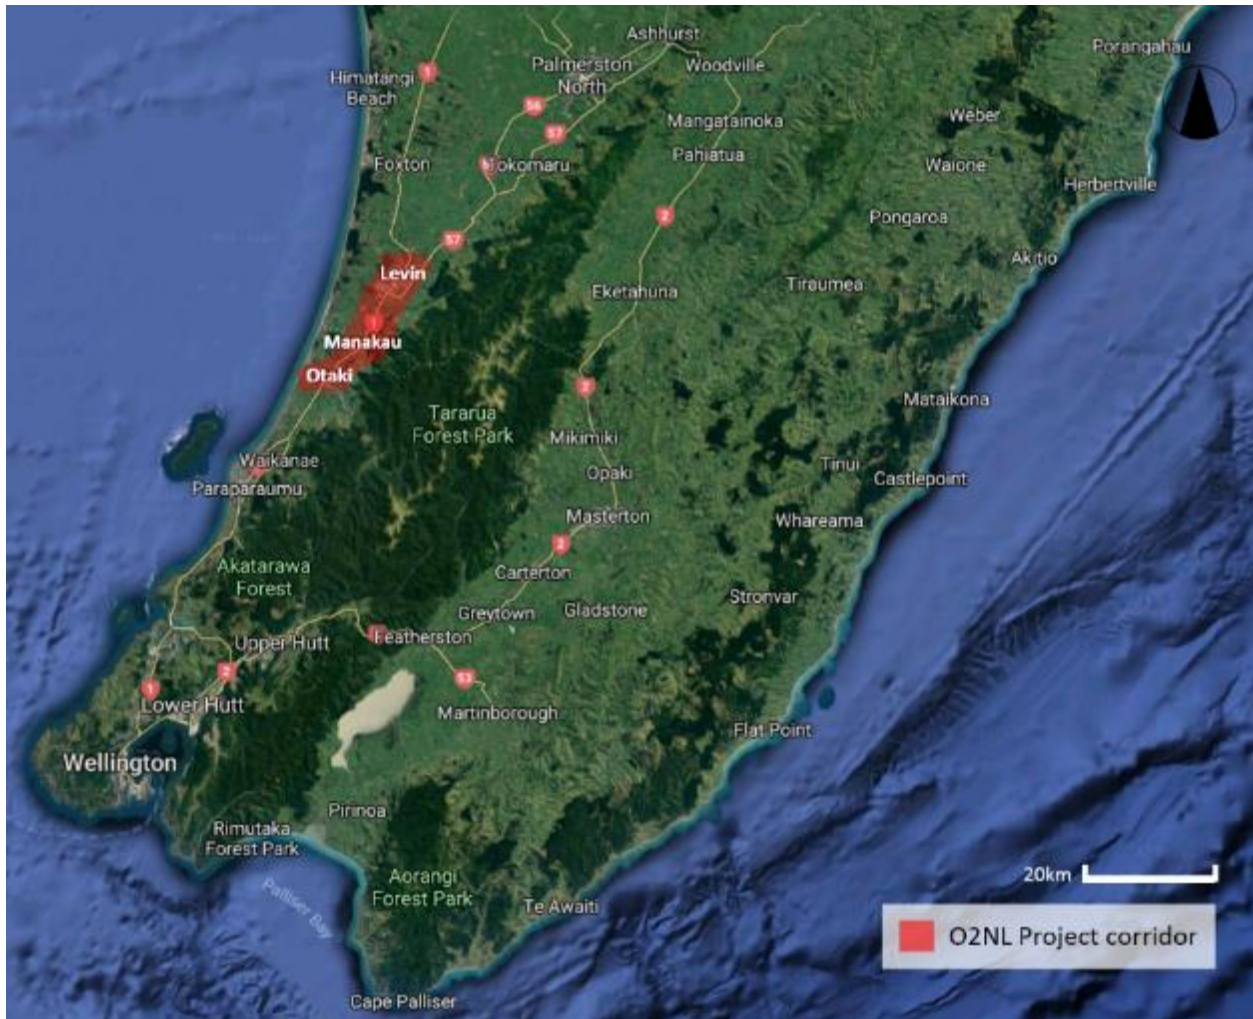 Ashhurst
Porangahau
Palmerston
North
Woodville
1
Himatangi
Beach
56
Weber
Mangatainoka
57
Pahiatua
Foxton
Tokomaru
Waione
Herbertville
2
Pongaroa
57
Akitio
Levin
Tiraumea
Eketahuna
1
Manakau
Otaki
2
Mataikona
Tararua
Forest Park
Mikimiki
Waikanae
Tinui
Opaki
Castlepoint
Paraparaumu
Masterton
Whareama
2
Akatarawa
Forest
Carterton
Stronvar
Greytown
Gladstone
Featherston
Upper Hutt
2
53
1
Lower Hutt
Martinborough
Flat Point
Wellington
Pirinoa
Rimutaka
Forest Park
Aorangi
Forest Park
20km
Palliser Bay
Te Awaiti
O2NL Project corridor
Cape Palliser